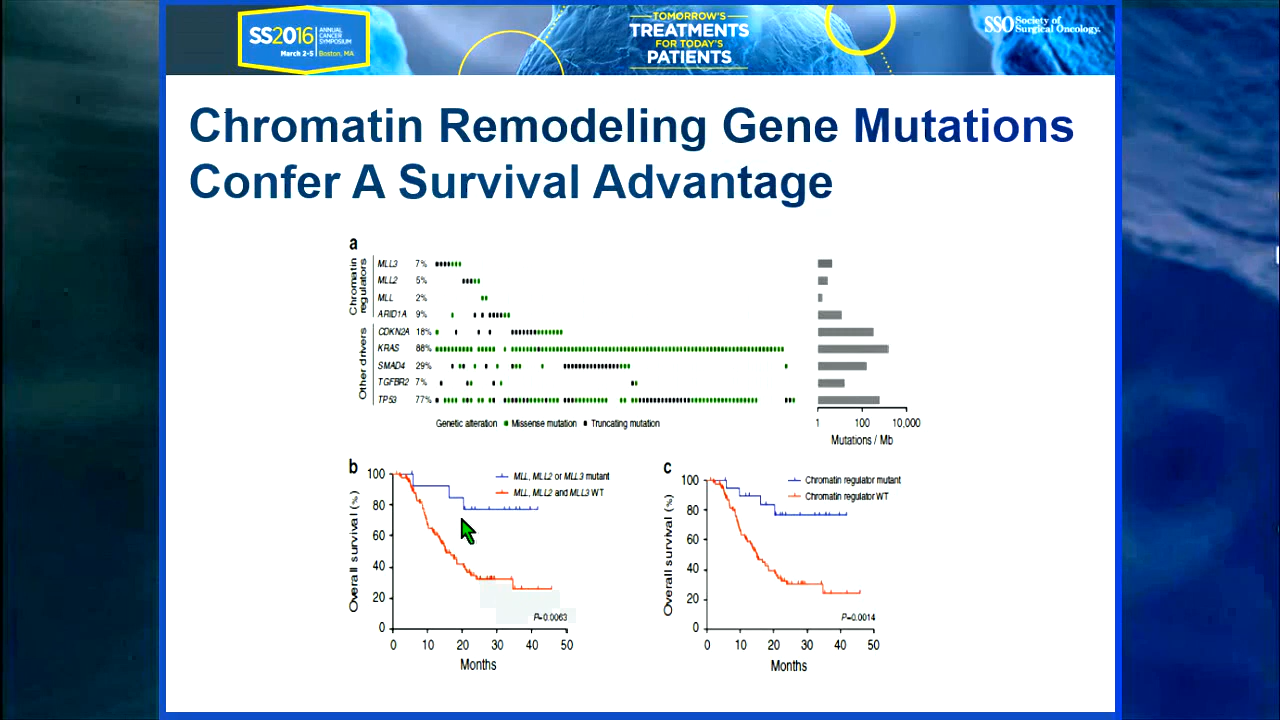 SS2016 ANNUAL CANCER SYMPOSIUM
March 2-5 | Boston, MA
TOMORROW'S
TREATMENTS
FOR TODAY'S
PATIENTS
SSO Society of Surgical Oncology.
Chromatin Remodeling Gene Mutations
Confer A Survival Advantage
a
Chromatin regulators
MLL3 7%
MLL2 5%
MLL 2%
ARID1A 9%
Other drivers
CDKN2A 18%
KRAS 88%
SMAD4 29%
TGFBR2 7%
TP53 77%
Genetic alteration Missense mutation Truncating mutation
1 100 10,000
Mutations / Mb
b
Overall survival (%)
100
80
60
40
20
0
MLL, MLL2 or MLL3 mutant
MLL, MLL2 and MLL3 WT
P=0.0063
0 10 20 30 40 50
Months
c
Overall survival (%)
100
80
60
40
20
0
Chromatin regulator mutant
Chromatin regulator WT
P=0.0014
0 10 20 30 40 50
Months